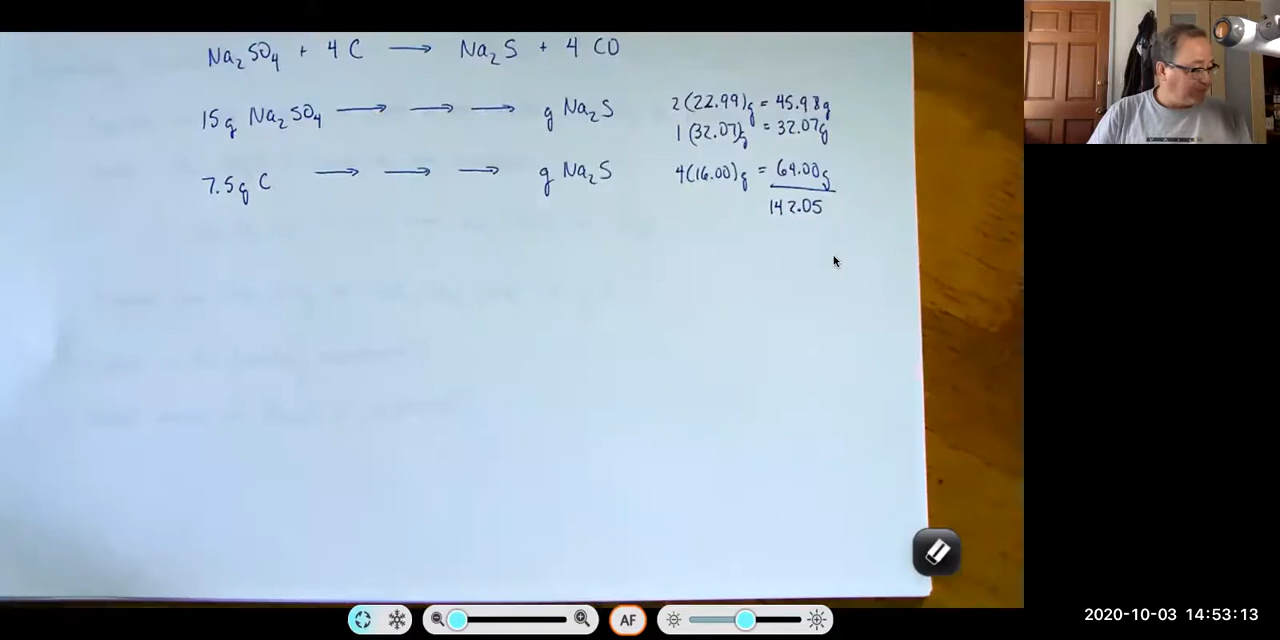 Na₂SO₄ + 4 C ⟶ Na₂S + 4 CO
15g Na₂SO₄ ⟶ ⟶ ⟶ g Na₂S
7.5g C ⟶ ⟶ ⟶ g Na₂S
2(22.99)g = 45.98g
1(32.07)g = 32.07g
4(16.00)g = 64.00g
142.05
AF
2020-10-03 14:53:13